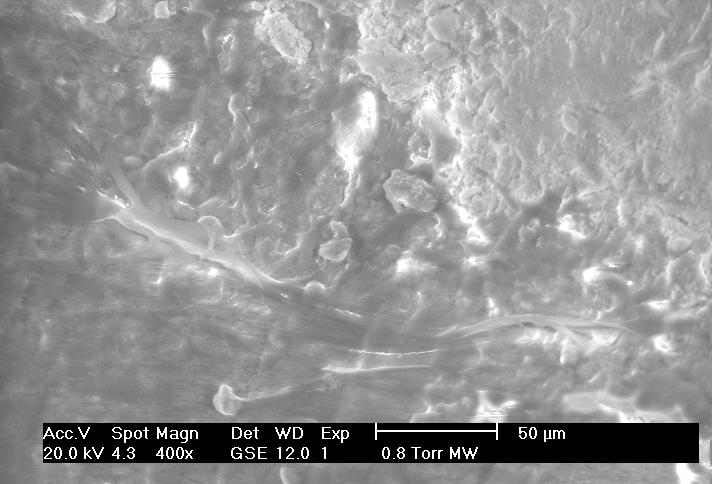 Acc.V Spot Magn Det WD Exp 50 µm
20.0 kV 4.3 400x GSE 12.0 1 0.8 Torr MW